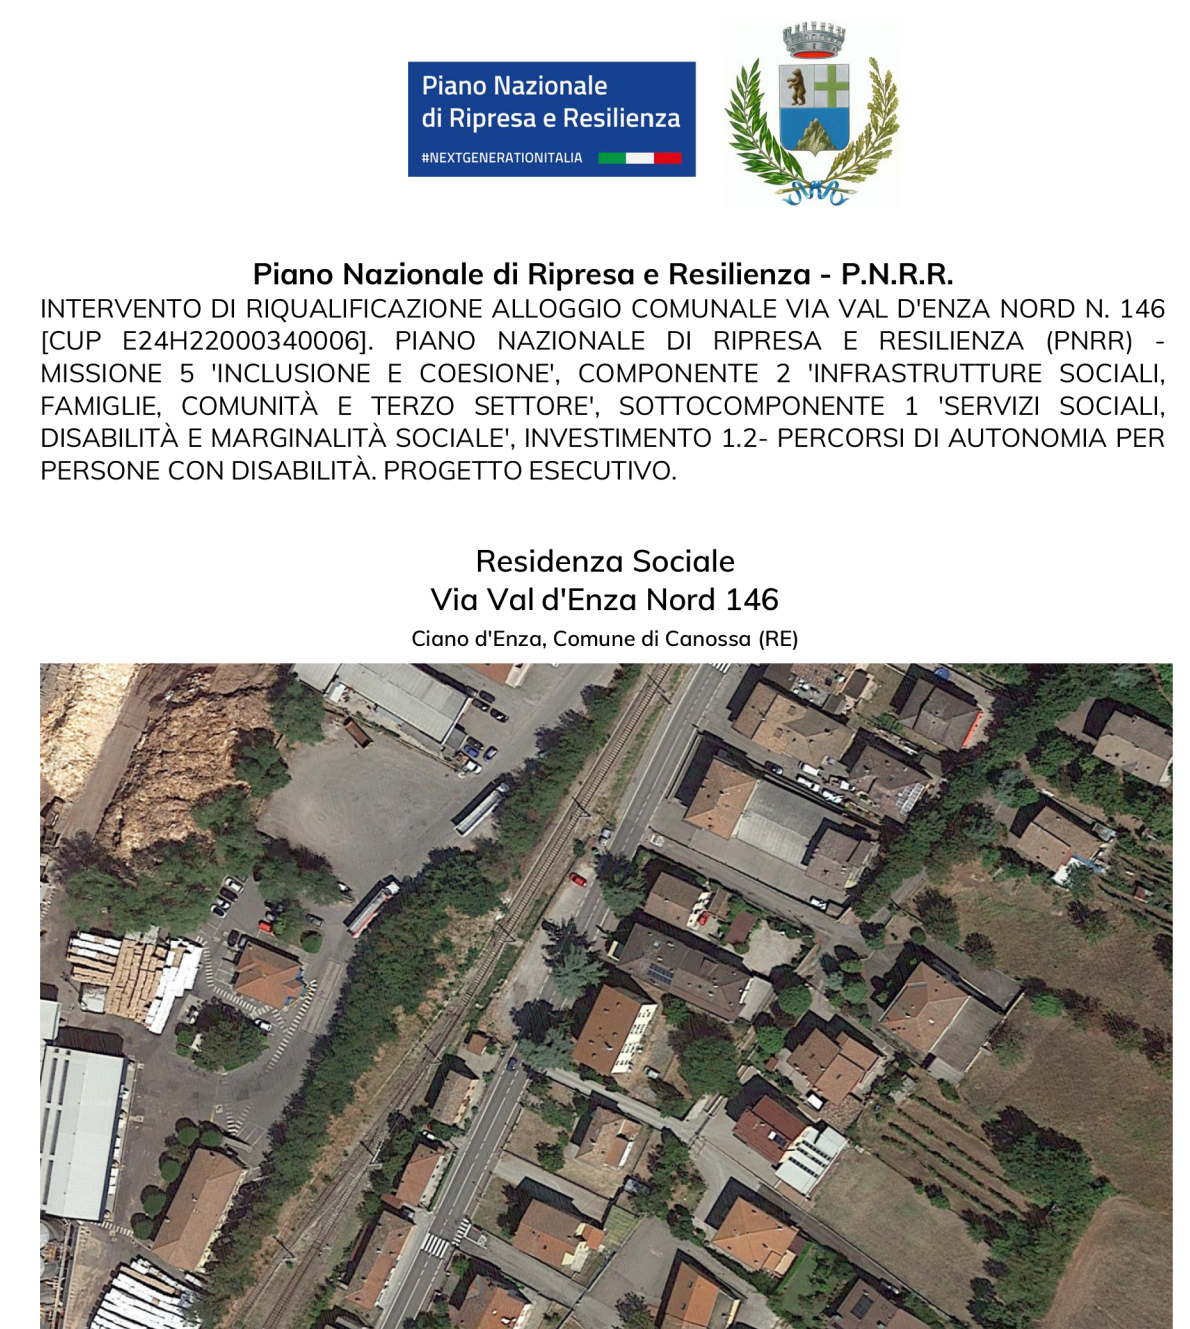 Piano Nazionale
di Ripresa e Resilienza
#NEXTGENERATIONITALIA
Piano Nazionale di Ripresa e Resilienza - P.N.R.R.
INTERVENTO DI RIQUALIFICAZIONE ALLOGGIO COMUNALE VIA VAL D'ENZA NORD N. 146
[CUP E24H22000340006]. PIANO NAZIONALE DI RIPRESA E RESILIENZA (PNRR) -
MISSIONE 5 'INCLUSIONE E COESIONE', COMPONENTE 2 'INFRASTRUTTURE SOCIALI,
FAMIGLIE, COMUNITÀ E TERZO SETTORE', SOTTOCOMPONENTE 1 'SERVIZI SOCIALI,
DISABILITÀ E MARGINALITÀ SOCIALE', INVESTIMENTO 1.2- PERCORSI DI AUTONOMIA PER
PERSONE CON DISABILITÀ. PROGETTO ESECUTIVO.
Residenza Sociale
Via Val d'Enza Nord 146
Ciano d'Enza, Comune di Canossa (RE)